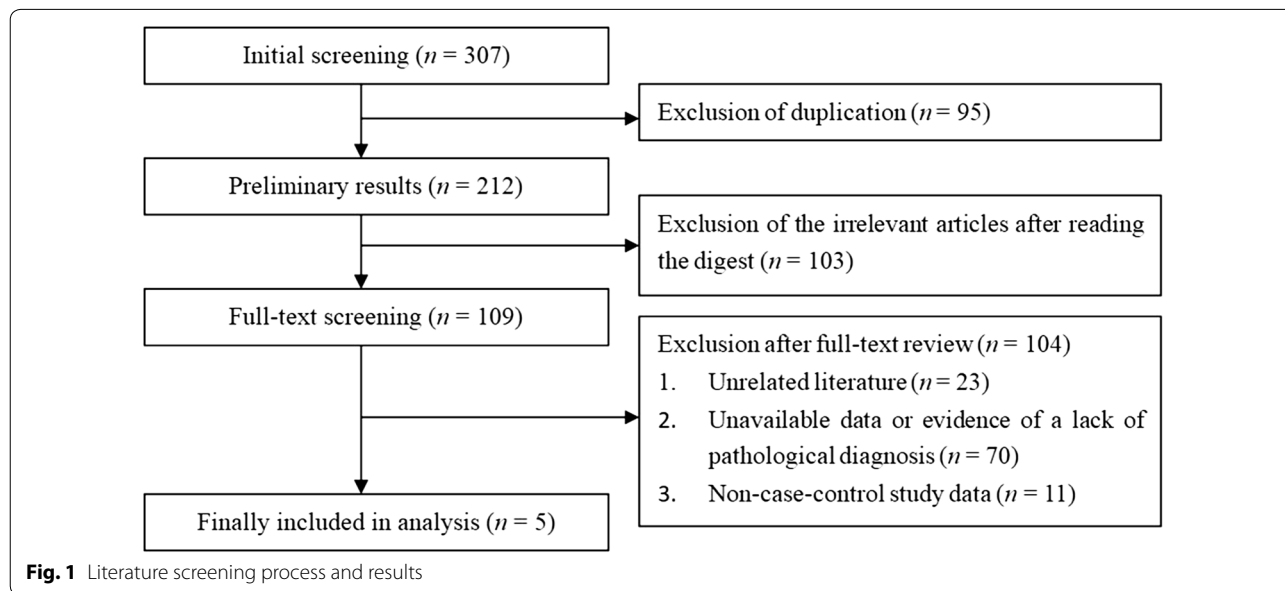 Initial screening (n = 307)
Exclusion of duplication (n = 95)
Preliminary results (n = 212)
Exclusion of the irrelevant articles after reading
the digest (n = 103)
Full-text screening (n = 109)
Exclusion after full-text review (n = 104)
1. Unrelated literature (n = 23)
2. Unavailable data or evidence of a lack of
pathological diagnosis (n = 70)
3. Non-case-control study data (n = 11)
Finally included in analysis (n = 5)
Fig. 1 Literature screening process and results